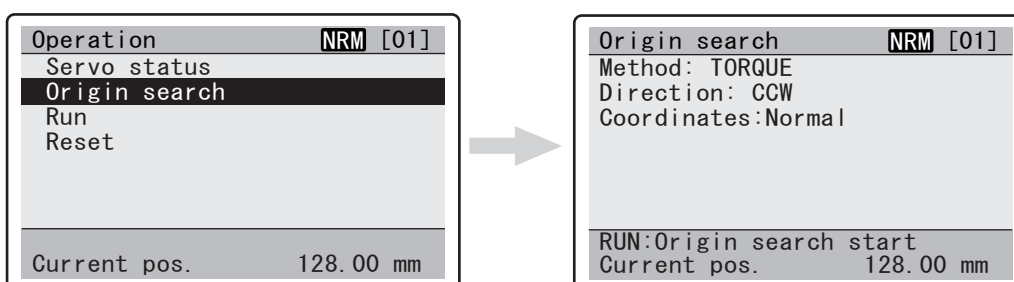 Operation NRM [01]
Servo status
Origin search
Run
Reset
Current pos. 128.00 mm
Origin search NRM [01]
Method: TORQUE
Direction: CCW
Coordinates:Normal
RUN:Origin search start
Current pos. 128.00 mm